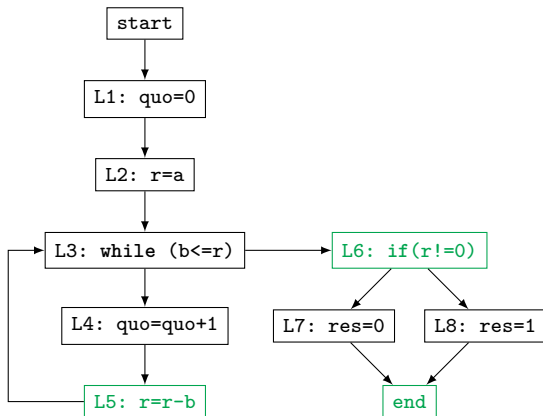 start
L1: quo=0
L2: r=a
L3: while (b<=r)
L6: if(r!=0)
L4: quo=quo+1
L7: res=0
L8: res=1
L5: r=r-b
end